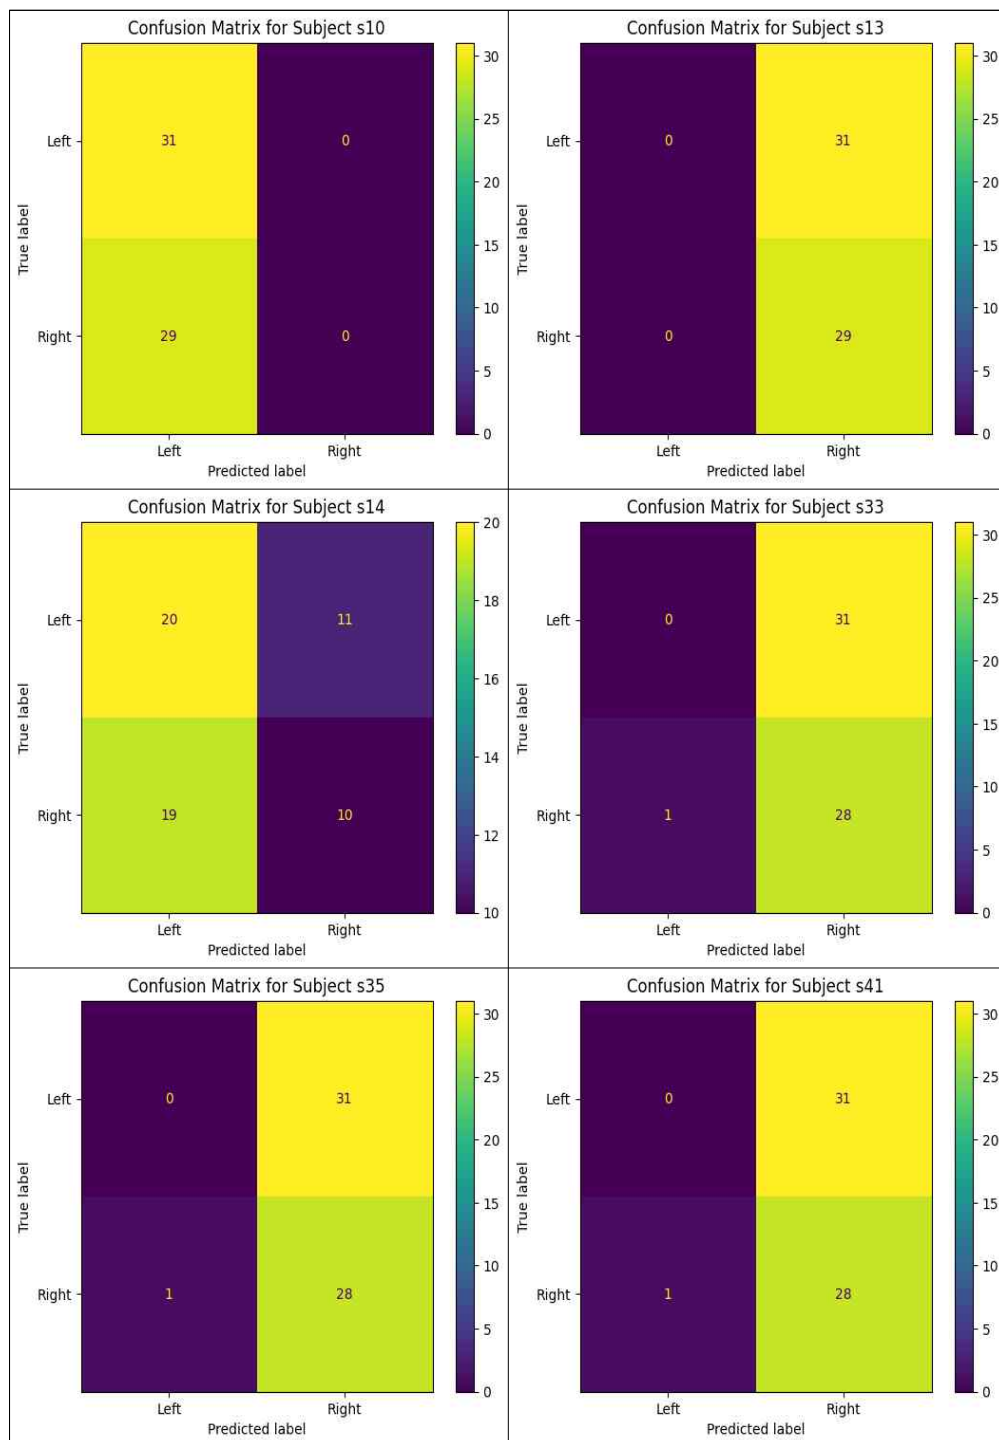 Confusion Matrix for Subject s10
31 0
29 0
Left
Right
True label
Left Right
Predicted label
30
25
20
15
10
5
0
Confusion Matrix for Subject s13
0 31
0 29
Left
Right
True label
Left Right
Predicted label
30
25
20
15
10
5
0
Confusion Matrix for Subject s14
20 11
19 10
Left
Right
True label
Left Right
Predicted label
20
18
16
14
12
10
Confusion Matrix for Subject s33
0 31
1 28
Left
Right
True label
Left Right
Predicted label
30
25
20
15
10
5
0
Confusion Matrix for Subject s35
0 31
1 28
Left
Right
True label
Left Right
Predicted label
30
25
20
15
10
5
0
Confusion Matrix for Subject s41
0 31
1 28
Left
Right
True label
Left Right
Predicted label
30
25
20
15
10
5
0